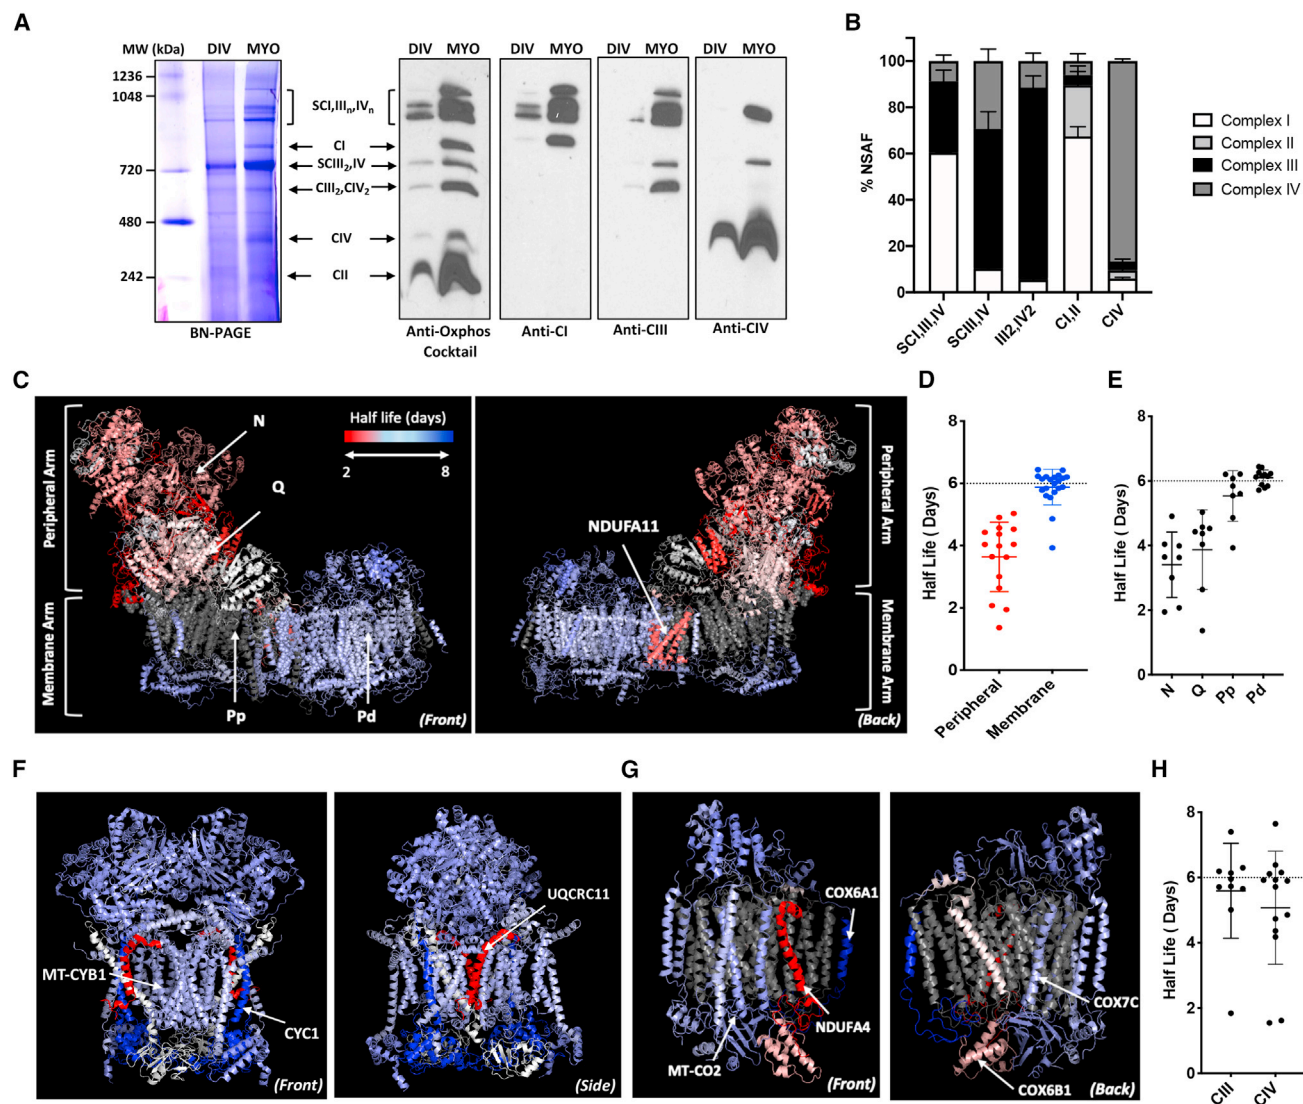 A
MW (kDa) DIV MYO
1236
1048
720
480
242
BN-PAGE
SCI,IIIn,IVn
CI
SCIII2,IV
CIII2,CIV2
CIV
CII
DIV MYO
Anti-Oxphos
Cocktail
DIV MYO
Anti-CI
DIV MYO
Anti-CIII
DIV MYO
Anti-CIV
B
% NSAF
100
80
60
40
20
0
SCI,III,IV
SCIII,IV
III2,IV2
CI,II
CIV
Complex I
Complex II
Complex III
Complex IV
C
Peripheral Arm
Membrane Arm
N
Q
Half life (days)
2 8
Pp
Pd
(Front)
NDUFA11
Peripheral Arm
Membrane Arm
(Back)
D
Half Life ( Days)
8
6
4
2
0
Peripheral
Membrane
E
Half Life ( Days)
8
6
4
2
0
N
Q
Pp
Pd
F
MT-CYB1
CYC1
(Front)
UQCRC11
(Side)
G
COX6A1
NDUFA4
MT-CO2
(Front)
COX7C
COX6B1
(Back)
H
Half Life ( Days)
8
6
4
2
0
CIII
CIV